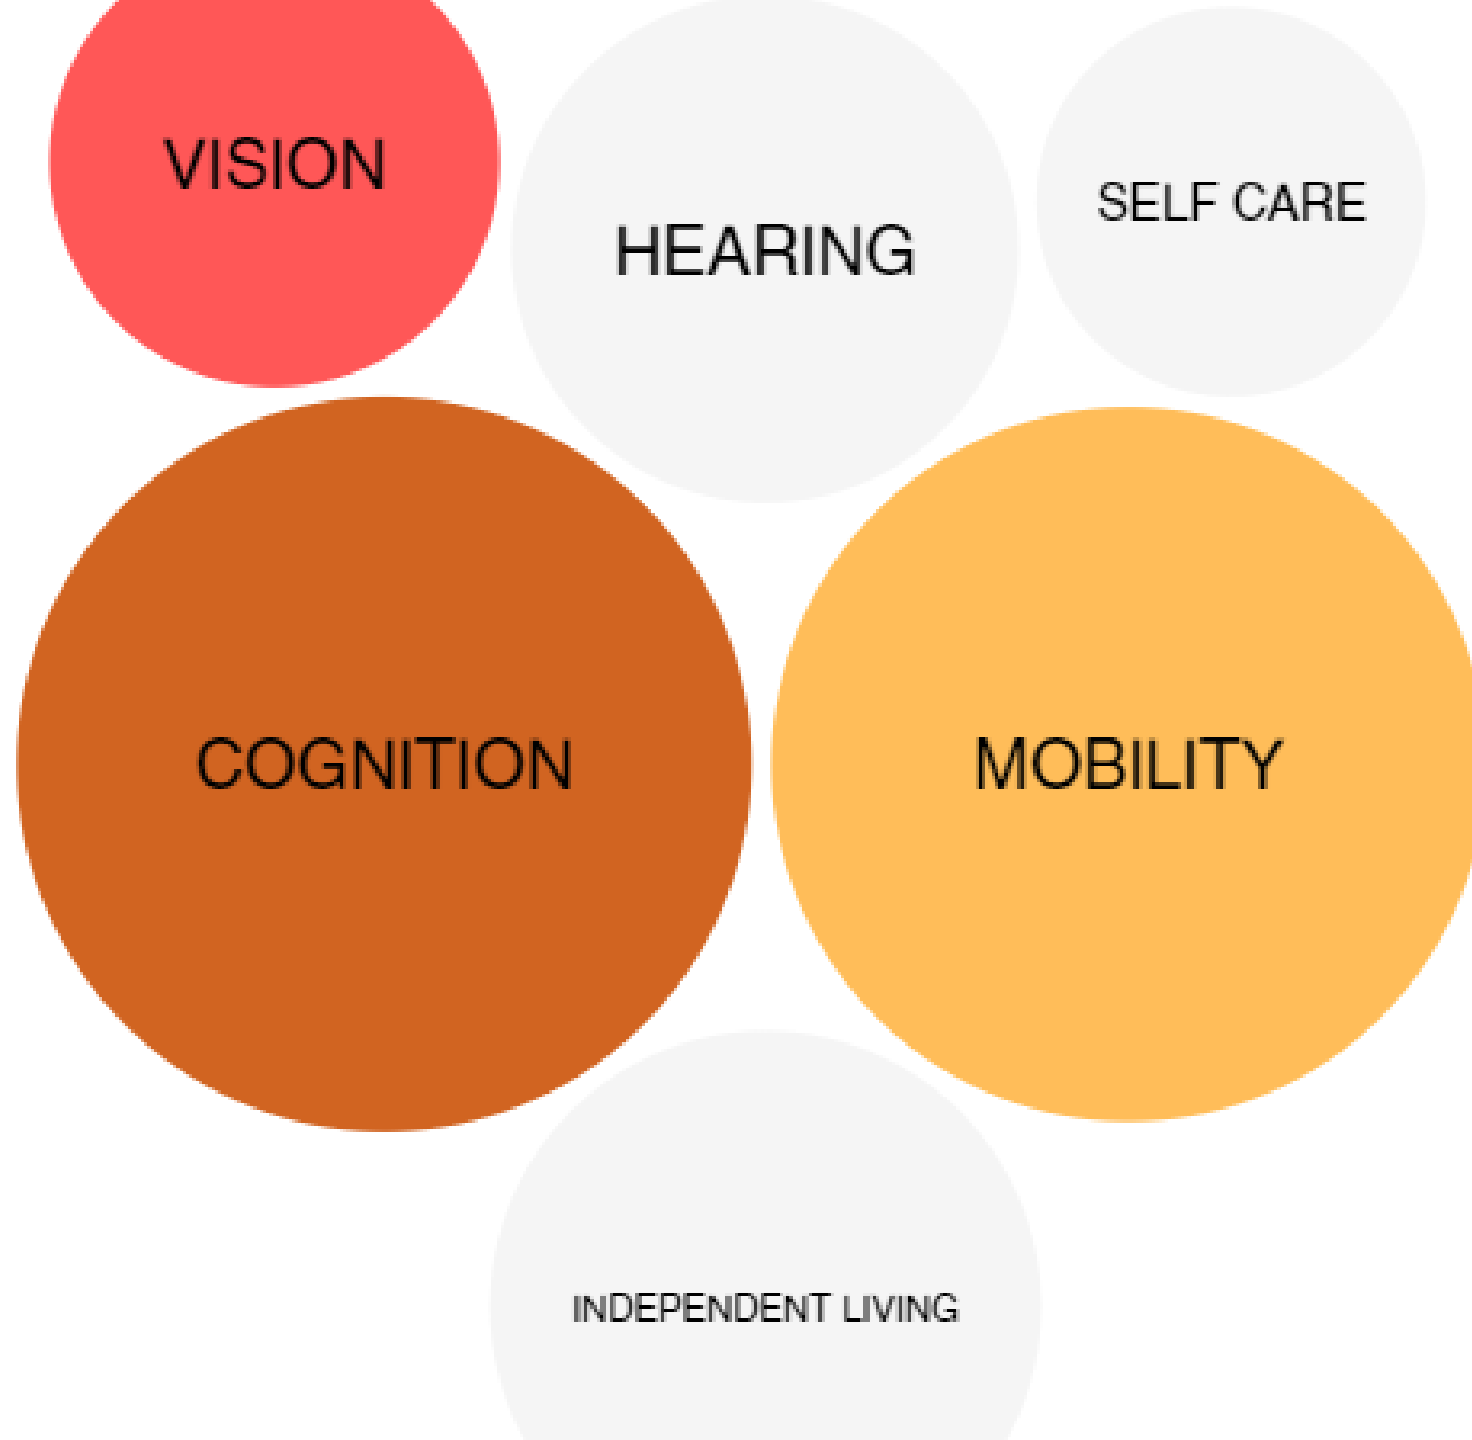 VISION
HEARING
SELF CARE
COGNITION
MOBILITY
INDEPENDENT LIVING